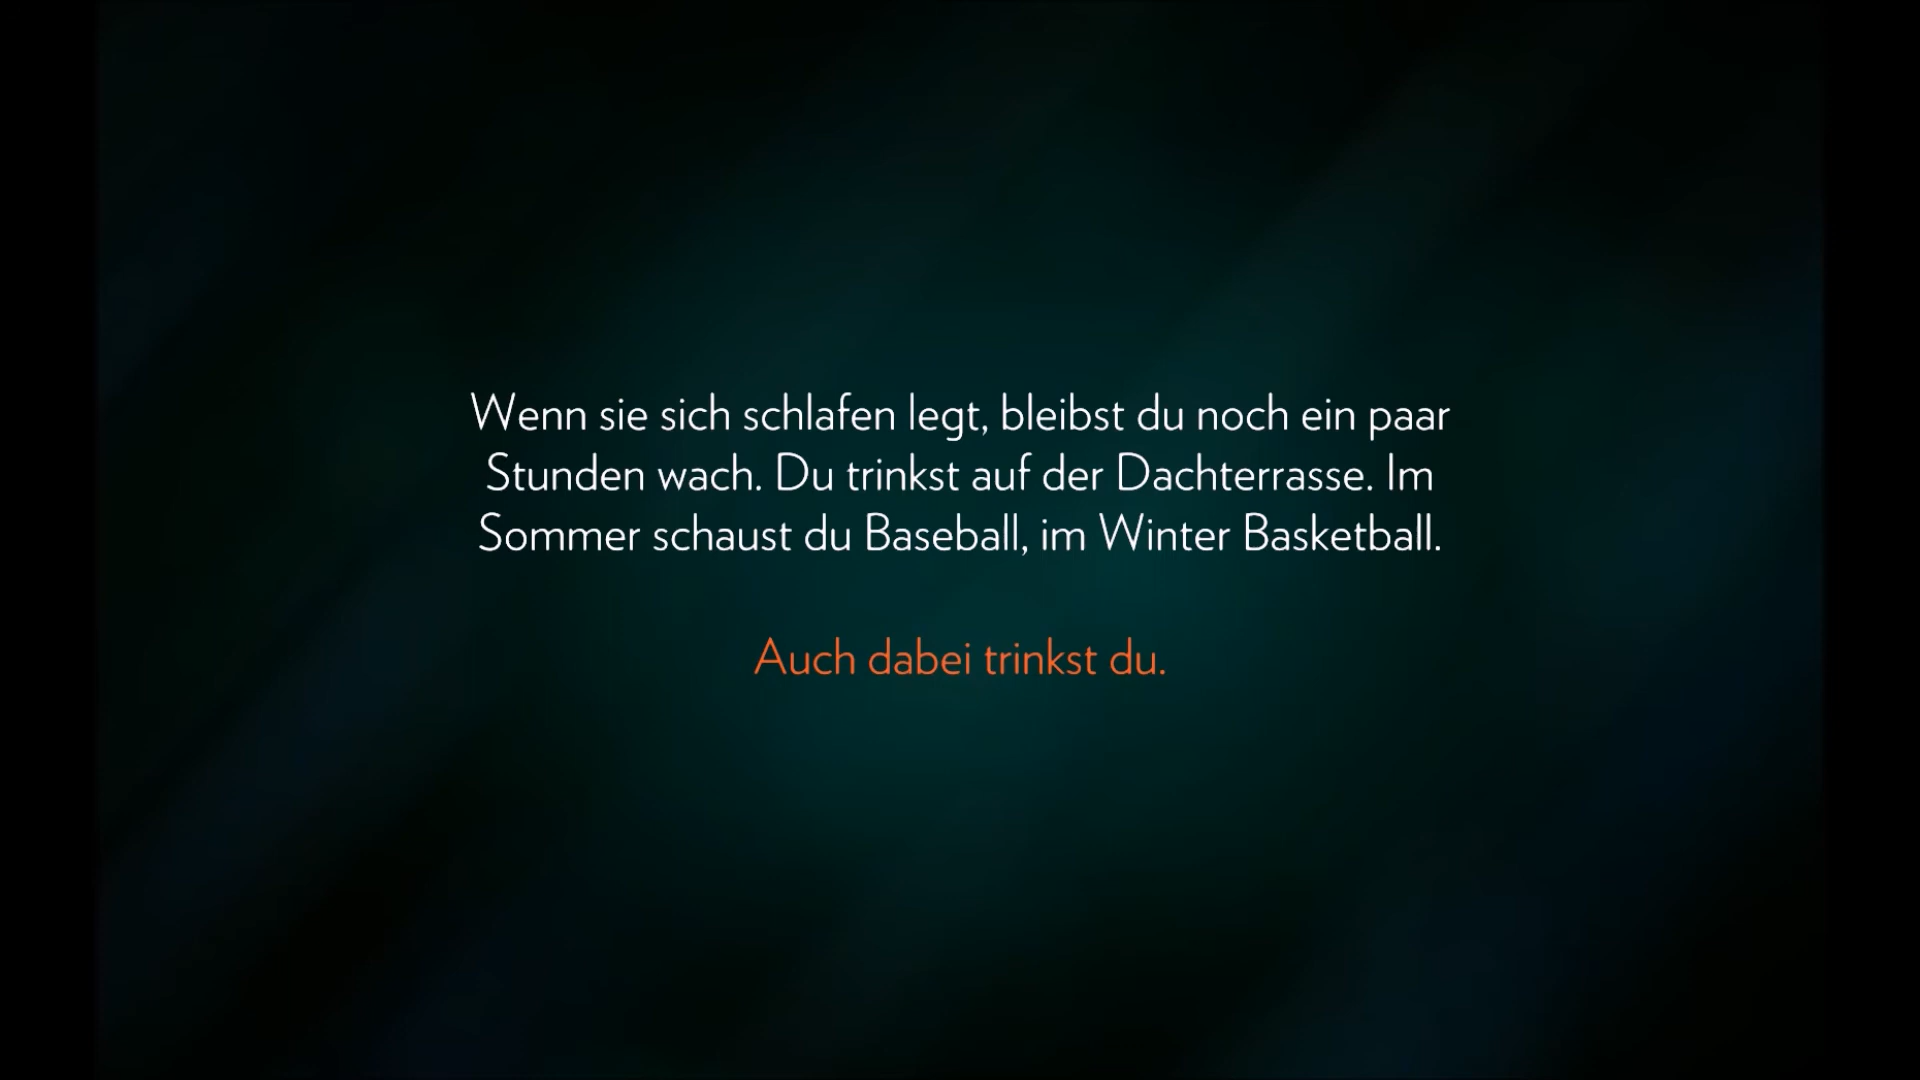 Wenn sie sich schlafen legt, bleibst du noch ein paar
Stunden wach. Du trinkst auf der Dachterrasse. Im
Sommer schaust du Baseball, im Winter Basketball.
Auch dabei trinkst du.